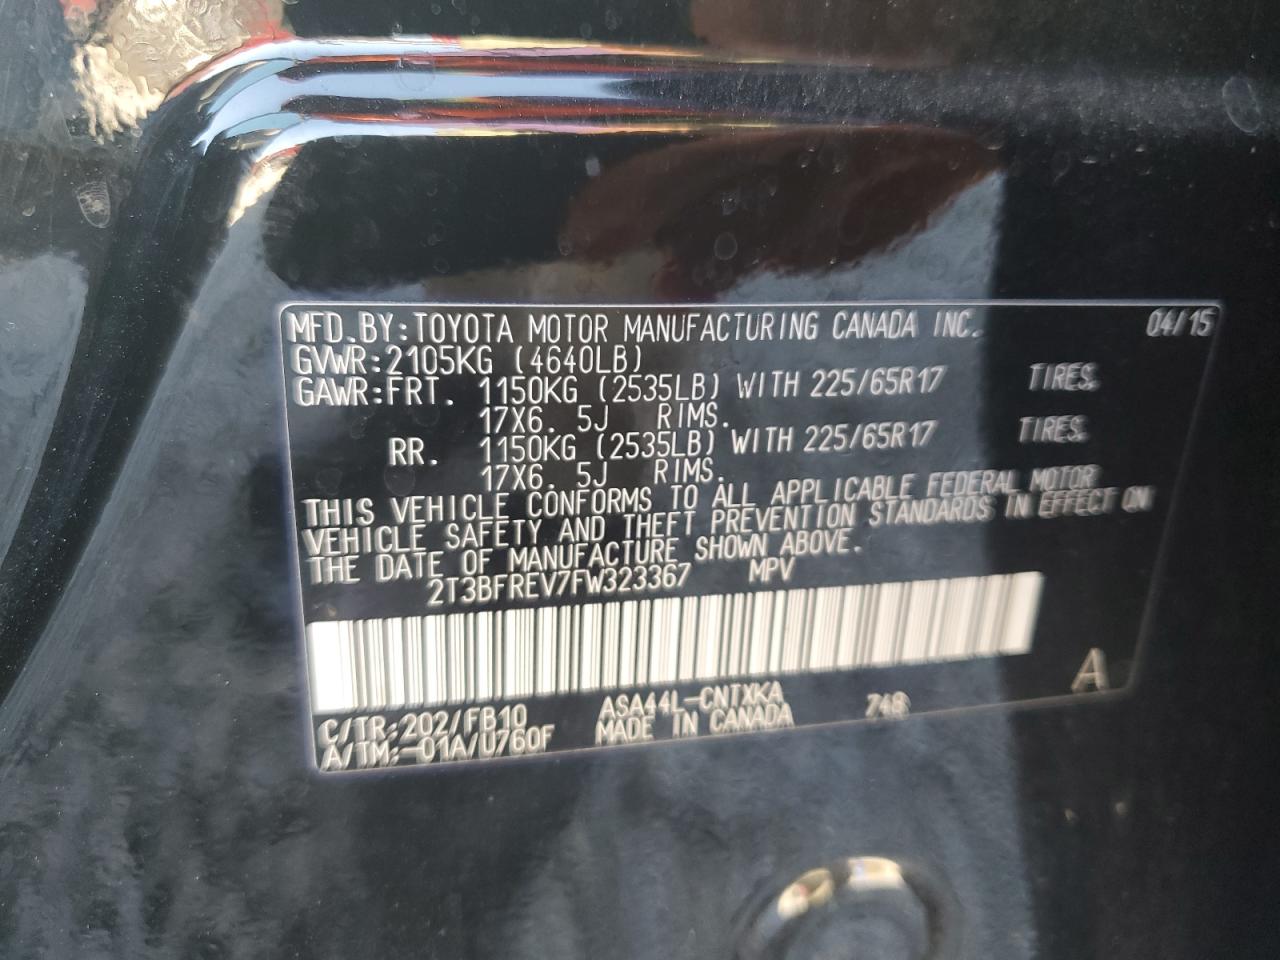 MFD.BY:TOYOTA MOTOR MANUFACTURING CANADA INC. 04/15
GVWR:2105KG (4640LB)
GAWR:FRT. 1150KG (2535LB) WITH 225/65R17 TIRES.
17X6. 5J RIMS.
RR. 1150KG (2535LB) WITH 225/65R17 TIRES.
17X6. 5J RIMS.
THIS VEHICLE CONFORMS TO ALL APPLICABLE FEDERAL MOTOR
VEHICLE SAFETY AND THEFT PREVENTION STANDARDS IN EFFECT ON
THE DATE OF MANUFACTURE SHOWN ABOVE.
2T3BFREV7FW323367 MPV
A
C/TR:202/FB10 ASA44L-CNTXKA 748
A/TM:-01A/U760F MADE IN CANADA